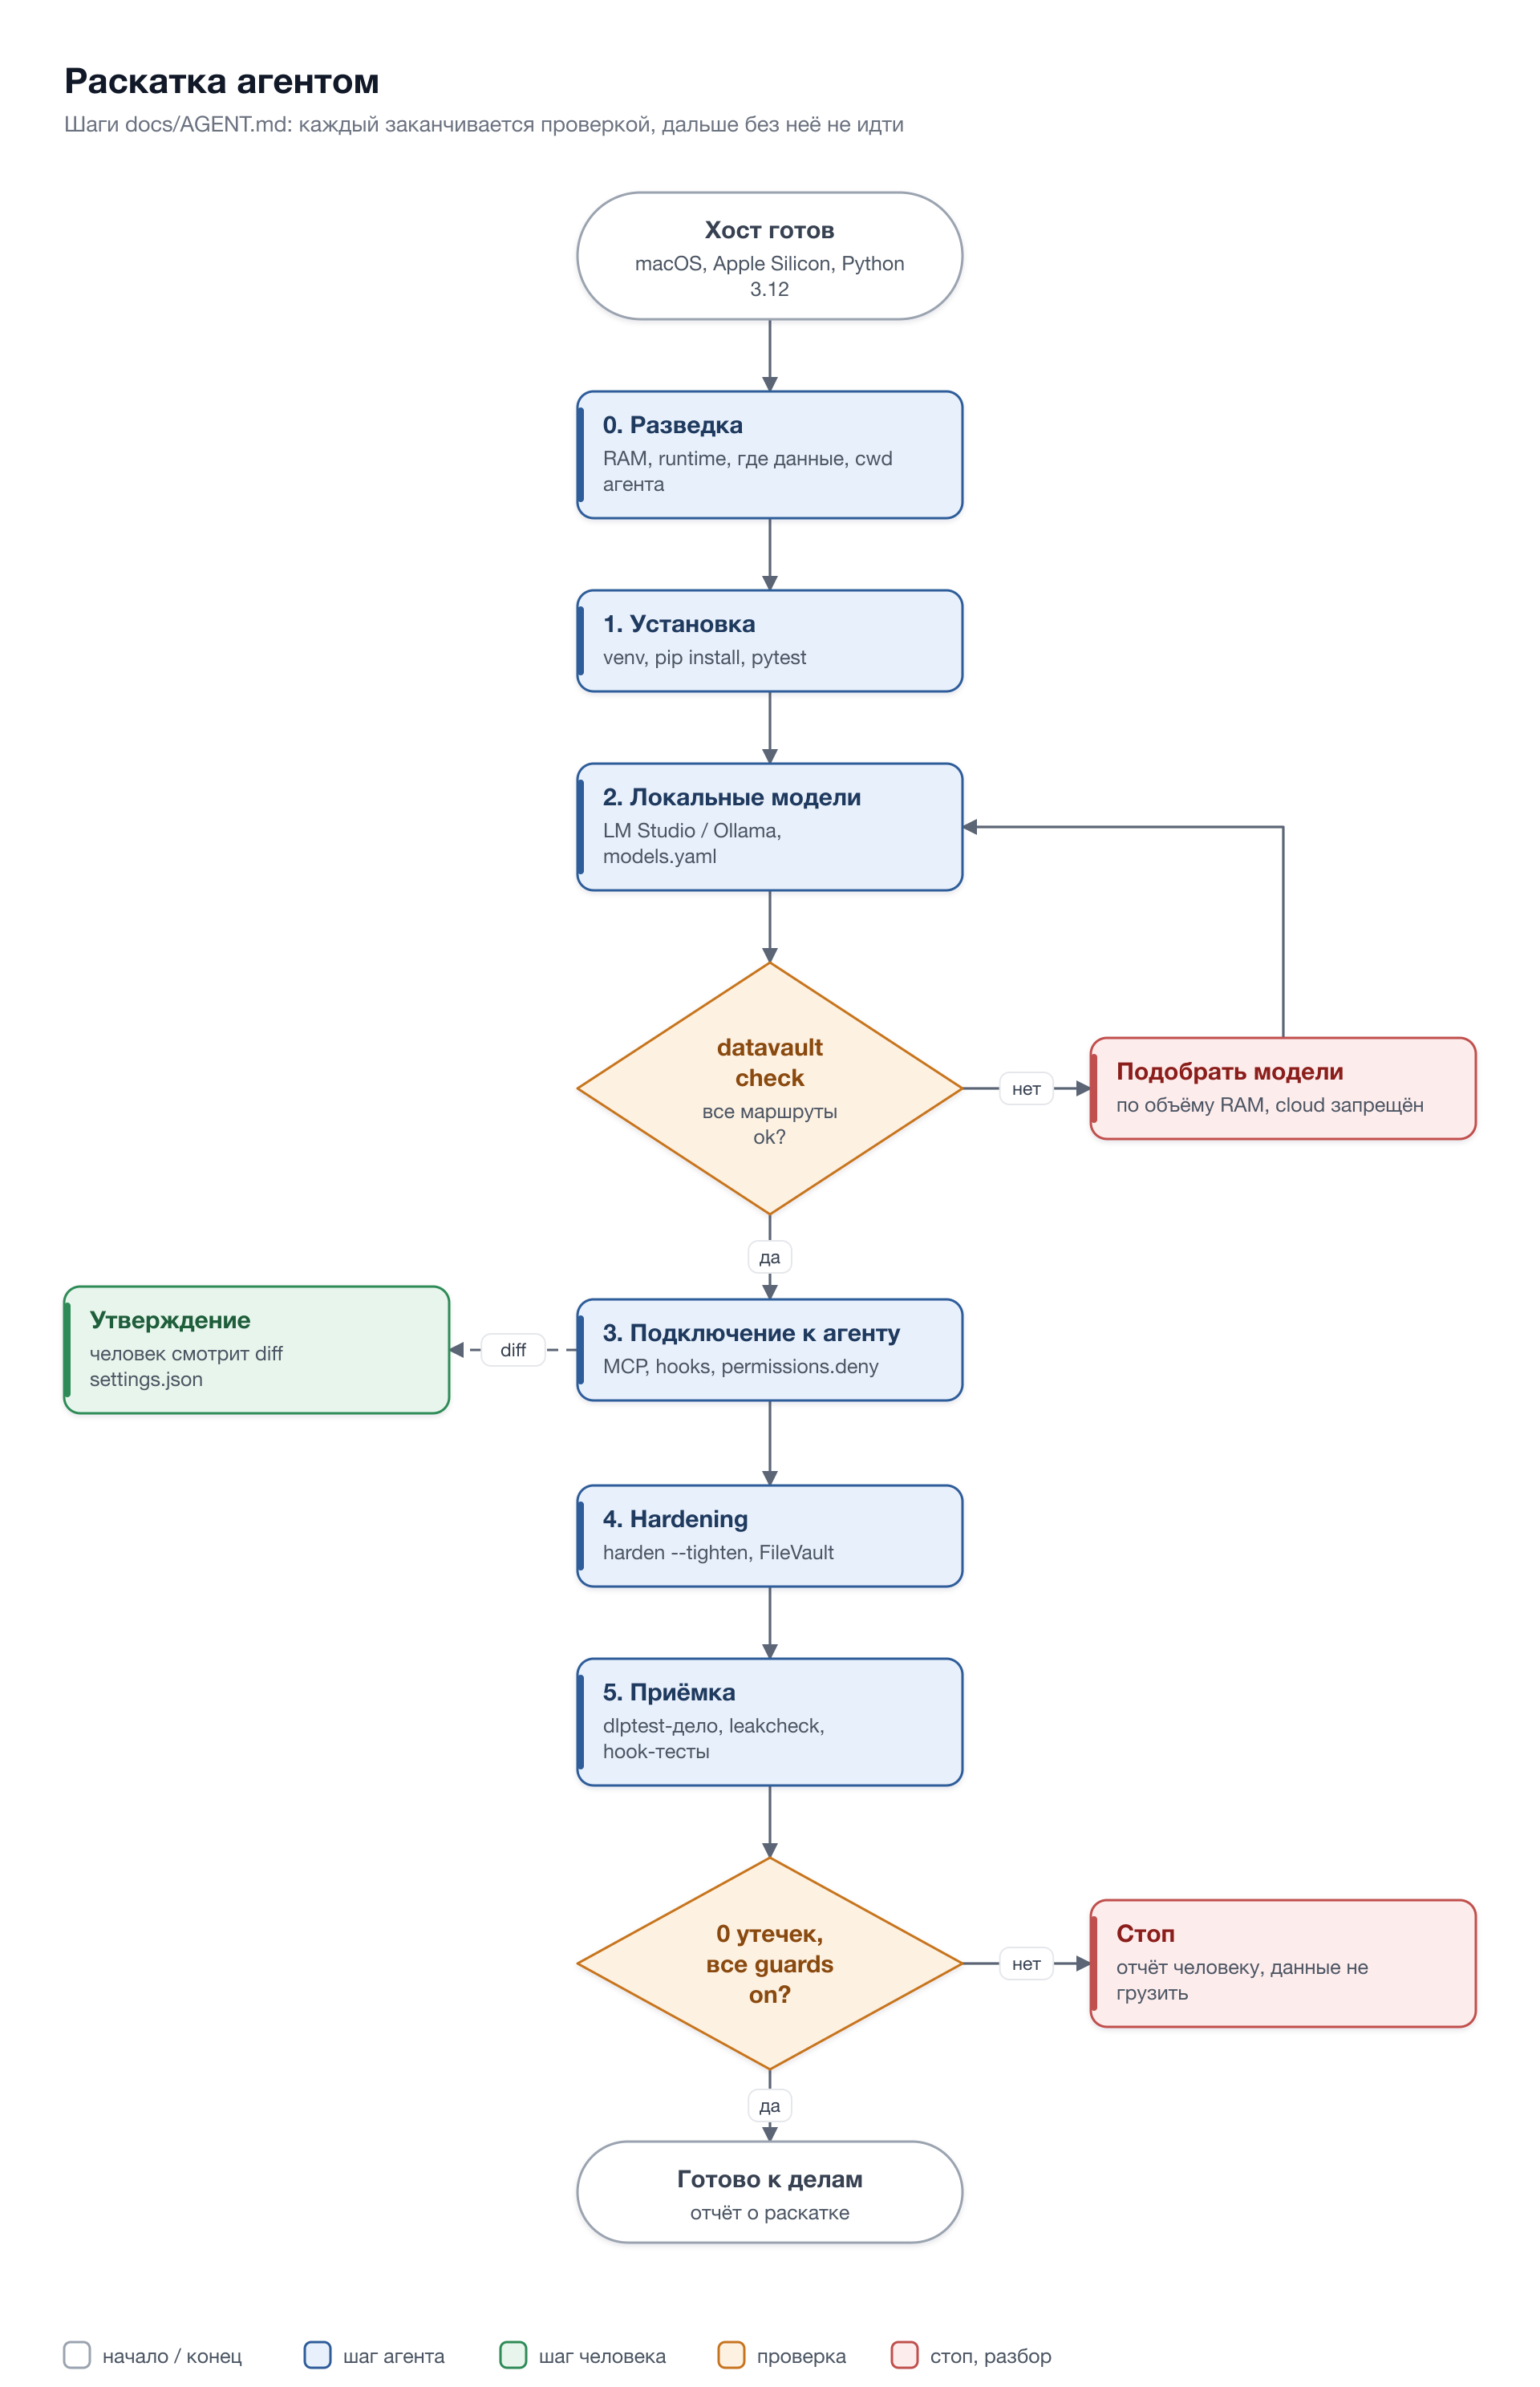 Раскатка агентом
Шаги docs/AGENT.md: каждый заканчивается проверкой, дальше без неё не идти
Хост готов
macOS, Apple Silicon, Python
3.12
0. Разведка
RAM, runtime, где данные, cwd
агента
1. Установка
venv, pip install, pytest
2. Локальные модели
LM Studio / Ollama,
models.yaml
datavault
check
все маршруты
ok?
нет
Подобрать модели
по объёму RAM, cloud запрещён
да
Утверждение
человек смотрит diff
settings.json
diff
3. Подключение к агенту
MCP, hooks, permissions.deny
4. Hardening
harden --tighten, FileVault
5. Приёмка
dlptest-дело, leakcheck,
hook-тесты
0 утечек,
все guards
on?
нет
Стоп
отчёт человеку, данные не
грузить
да
Готово к делам
отчёт о раскатке
начало / конец
шаг агента
шаг человека
проверка
стоп, разбор